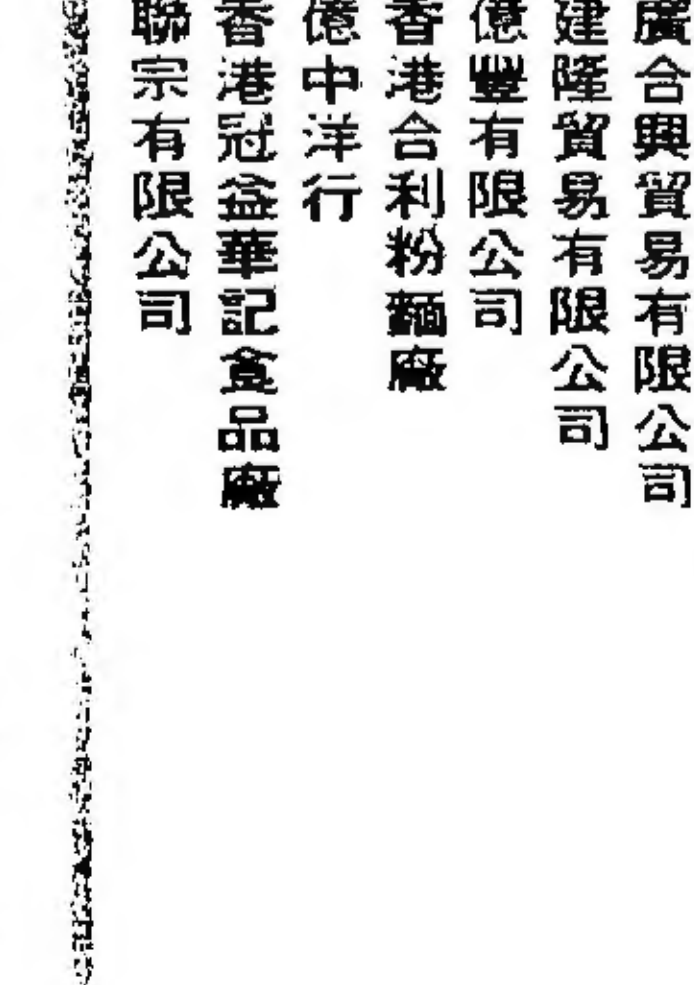 廣合興貿易有限公司
建隆貿易有限公司
億豐有限公司
香港合利粉麵廠
億中洋行
香港冠益華記食品廠
聯宗有限公司